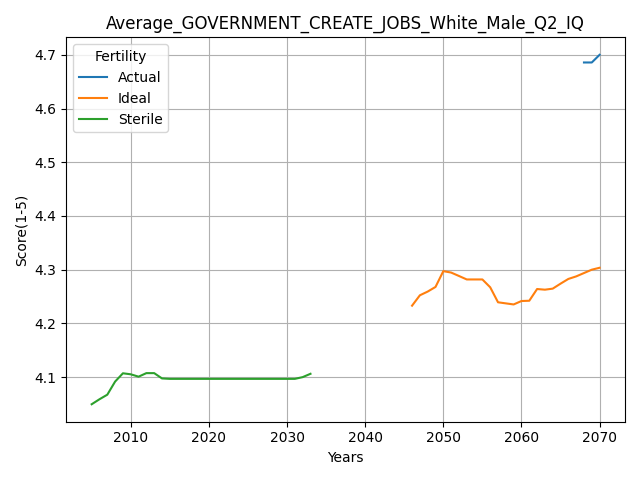 Average_GOVERNMENT_CREATE_JOBS_White_Male_Q2_IQ
Fertility
Actual
Ideal
Sterile
Score(1-5)
4.7
4.6
4.5
4.4
4.3
4.2
4.1
2010 2020 2030 2040 2050 2060 2070
Years